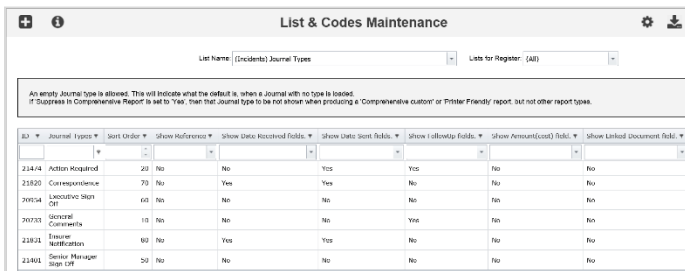 List & Codes Maintenance
List Name: (Incidents) Journal Types Lists for Register: (All)
An empty Journal type is allowed. This will indicate what the default is, when a Journal with no type is loaded.
If 'Suppress in Comprehensive Report' is set to 'Yes', then that Journal type to be not shown when producing a 'Comprehensive custom' or 'Printer Friendly' report, but not other report types.
ID Journal Types Sort Order Show Reference Show Date Received fields. Show Date Sent fields. Show FollowUp fields. Show Amount(cost) field. Show Linked Document field.
21474 Action Required 20 No No Yes Yes No No
21820 Correspondence 70 No Yes Yes No No No
20954 Executive Sign Off 60 No No No No No No
20733 General Comments 10 No No No Yes No No
21831 Insurer Notification 60 No Yes Yes No No No
21401 Senior Manager Sign Off 50 No No No No No No